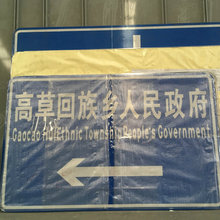 高草回族乡人民政府
Gaocao Hui Ethnic Township People's Government